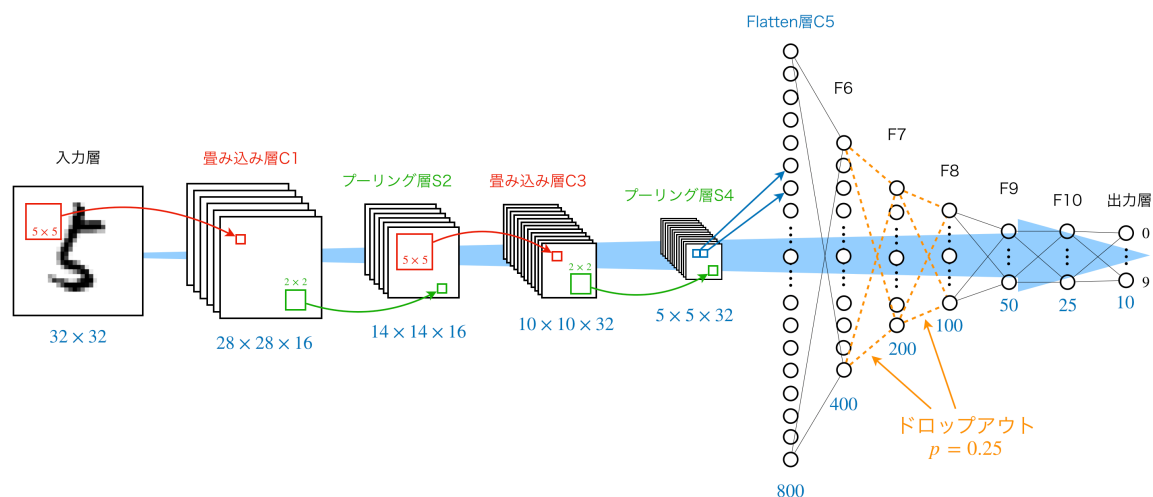 入力層
5 × 5
32 × 32
畳み込み層C1
2 × 2
28 × 28 × 16
プーリング層S2
5 × 5
14 × 14 × 16
畳み込み層C3
2 × 2
10 × 10 × 32
プーリング層S4
5 × 5 × 32
Flatten層C5
800
F6
400
F7
200
F8
100
F9
50
F10
25
出力層
0
9
10
ドロップアウト
p = 0.25